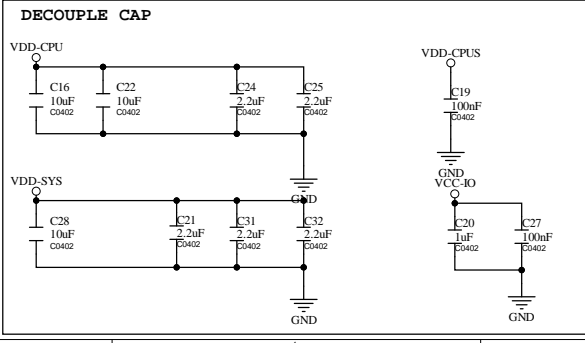 DECOUPLE CAP
VDD-CPU
C16
10uF
C0402
C22
10uF
C0402
C24
2.2uF
C0402
C25
2.2uF
C0402
GND
VDD-CPUS
C19
100nF
C0402
GND
VDD-SYS
C28
10uF
C0402
C21
2.2uF
C0402
C31
2.2uF
C0402
C32
2.2uF
C0402
GND
VCC-IO
C20
1uF
C0402
C27
100nF
C0402
GND